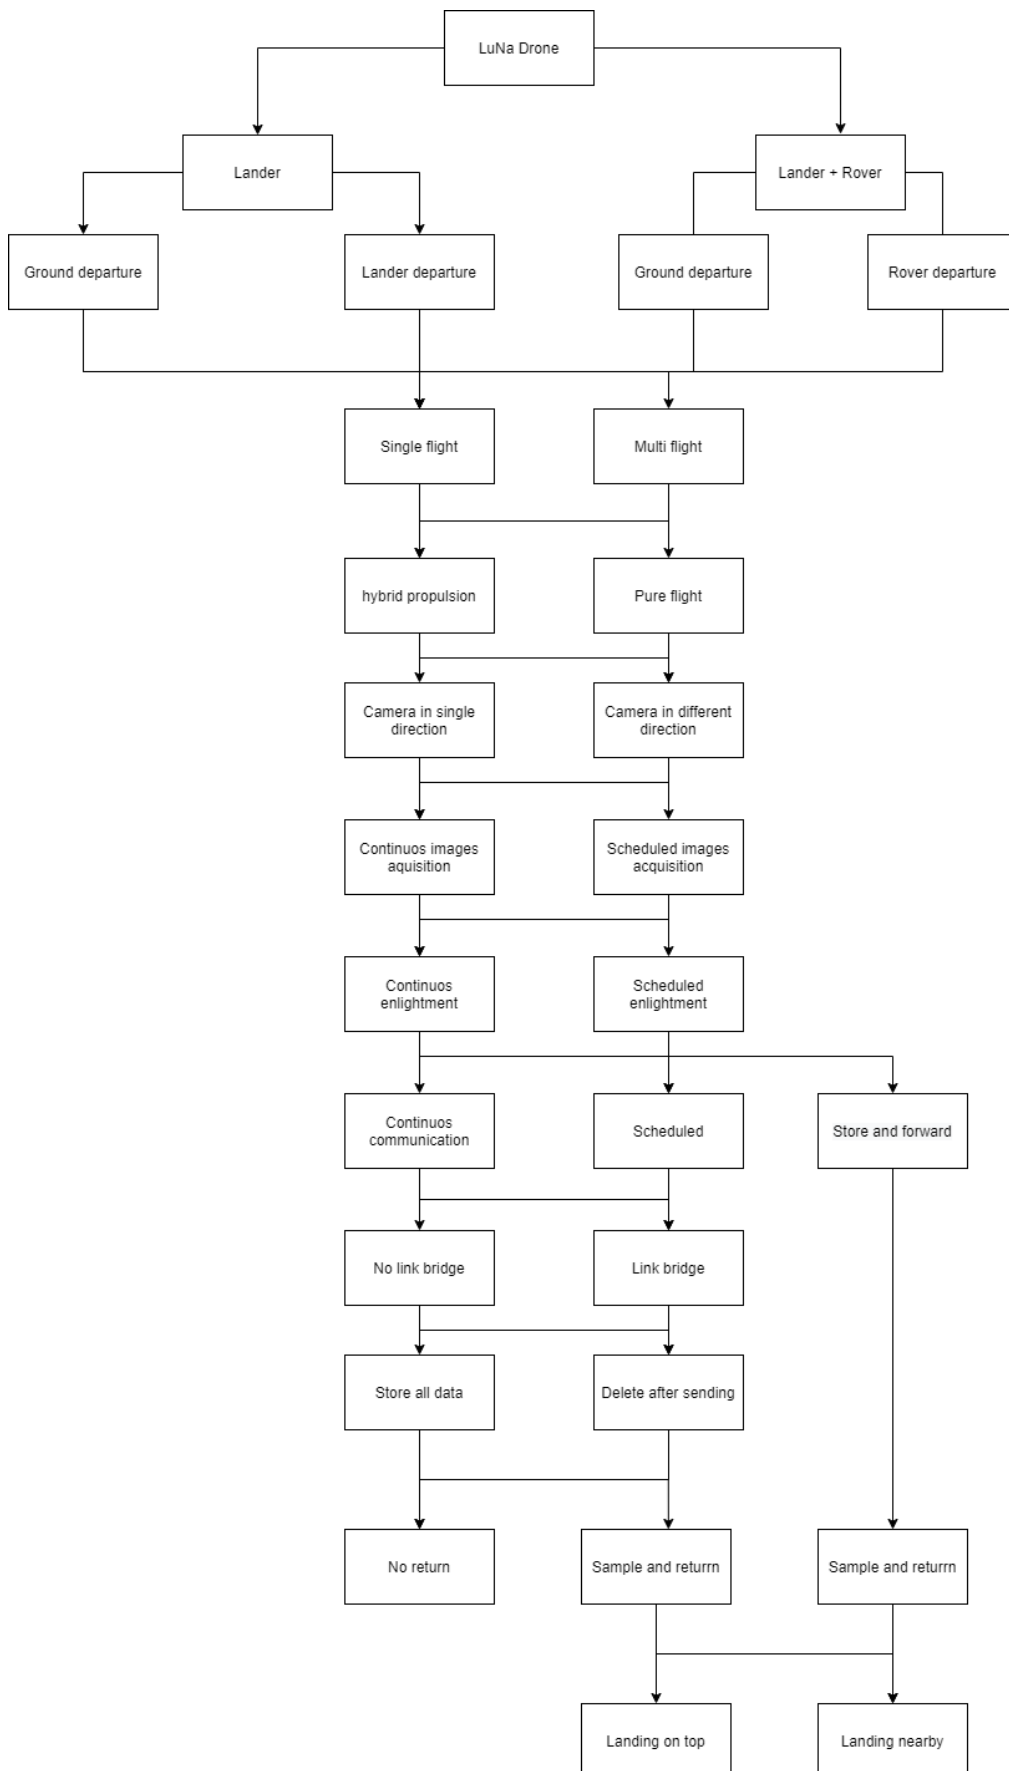 LuNa Drone
Lander
Lander + Rover
Ground departure
Lander departure
Ground departure
Rover departure
Single flight
Multi flight
hybrid propulsion
Pure flight
Camera in single
direction
Camera in different
direction
Continuos images
aquisition
Scheduled images
acquisition
Continuos
enlightment
Scheduled
enlightment
Continuos
communication
Scheduled
Store and forward
No link bridge
Link bridge
Store all data
Delete after sending
No return
Sample and returrn
Sample and returrn
Landing on top
Landing nearby